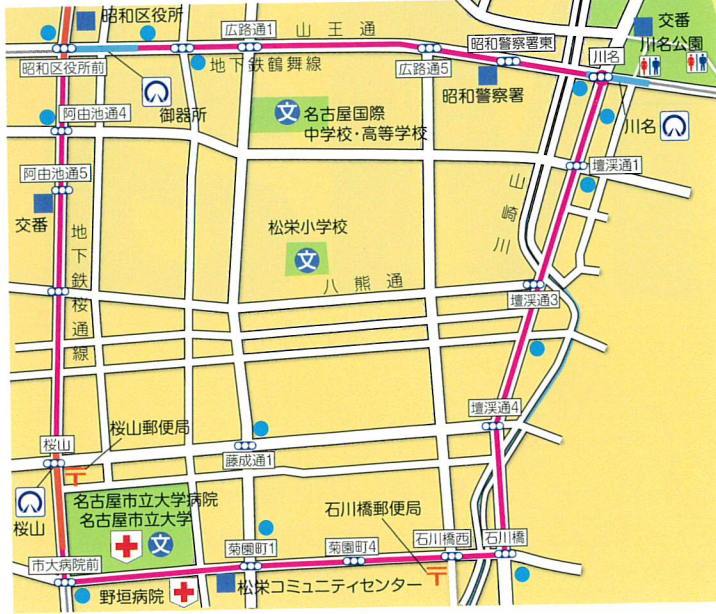 昭和区役所
広路通1
山王通
交番
川名公園
昭和警察署東
川名
昭和区役所前
地下鉄鶴舞線
広路通5
昭和警察署
御器所
阿由池通4
文
名古屋国際
中学校・高等学校
川名
阿由池通5
壇渓通1
交番
山崎川
松栄小学校
文
地下鉄桜通線
八熊通
壇渓通3
壇渓通4
桜山
桜山郵便局
藤成通1
桜山
名古屋市立大学病院
名古屋市立大学
文
石川橋郵便局
市大病院前
菊園町1
菊園町4
石川橋西
石川橋
野垣病院
松栄コミュニティセンター